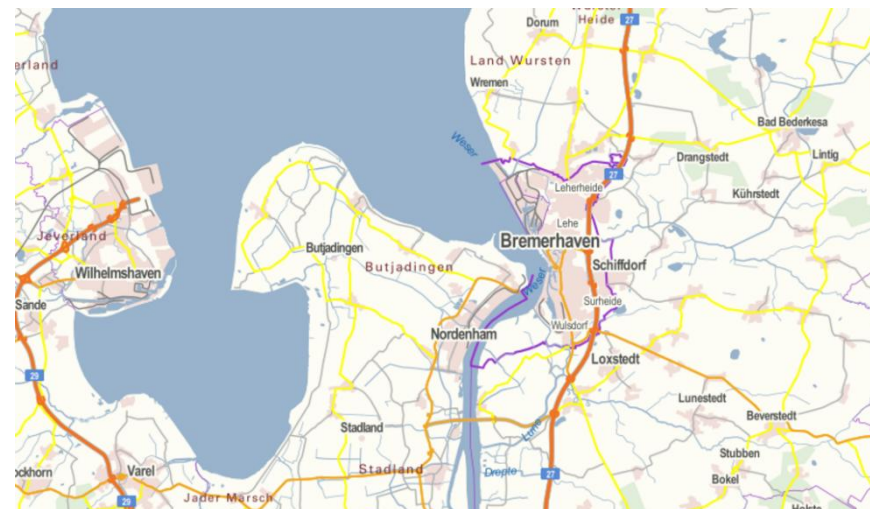 Heide
27
Dorum
erland
Land Wursten
Wremen
Bad Bederkesa
Weser
Drangstedt
Lintig
27
Leherheide
Kührstedt
Lehe
Jeverland
Butjadingen
Bremerhaven
Schiffdorf
Butjadingen
Wilhelmshaven
Weser
Sande
Surheide
Nordenham
Wulsdorf
Loxstedt
29
Lunestedt
Beverstedt
Stadland
Lune
Stubben
ockhorn
Varel
Stadland
Drepte
27
Bokel
Jader Marsch
29